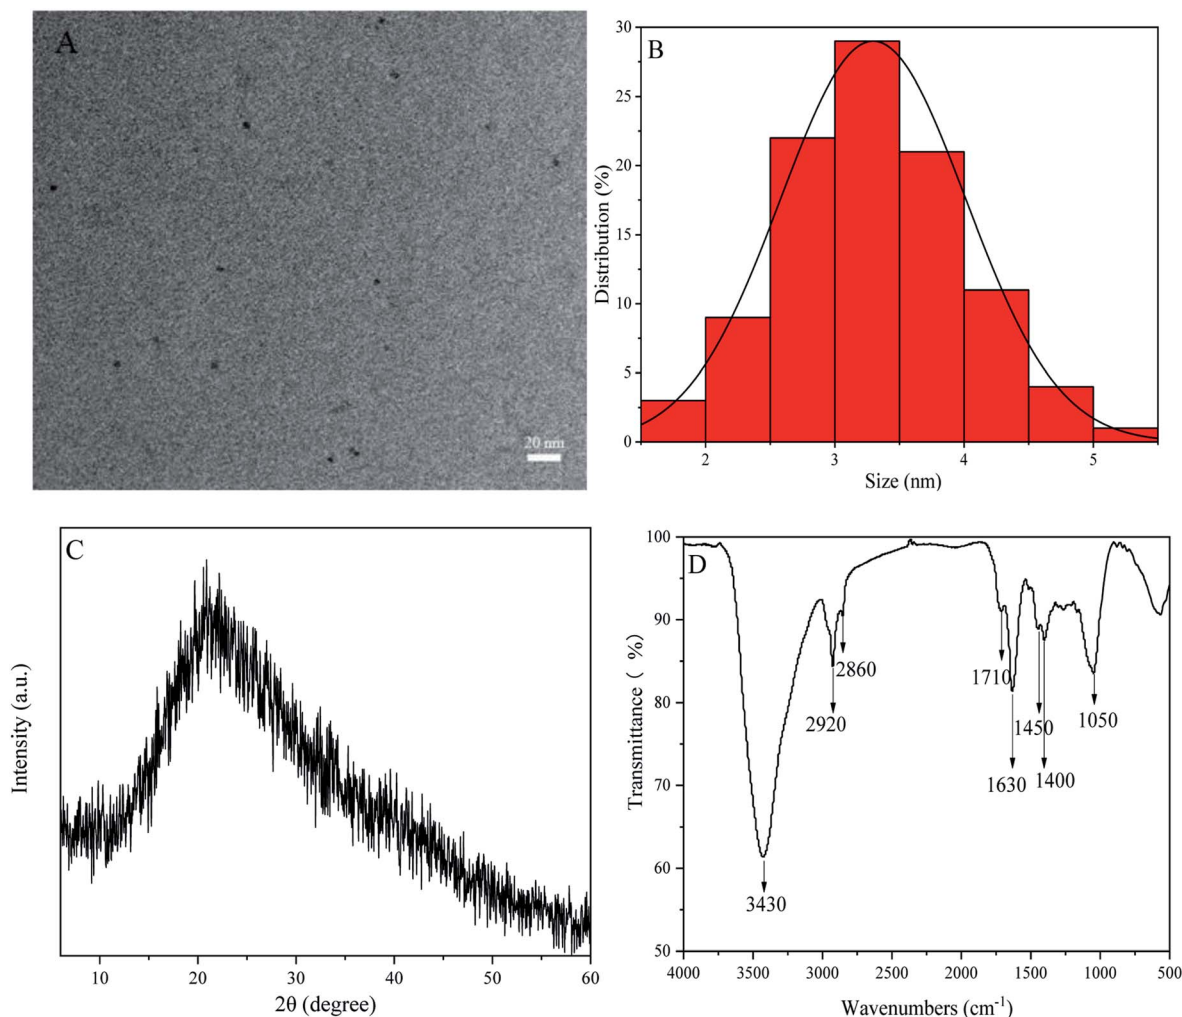 A
20 nm
B
30
25
20
15
10
5
0
Distribution (%)
2 3 4 5
Size (nm)
C
Intensity (a.u.)
10 20 30 40 50 60
2θ (degree)
D
100
90
80
70
60
50
Transmittance（ %）
2860
2920
1710
1450
1050
1630
1400
3430
4000 3500 3000 2500 2000 1500 1000 500
Wavenumbers (cm⁻¹)